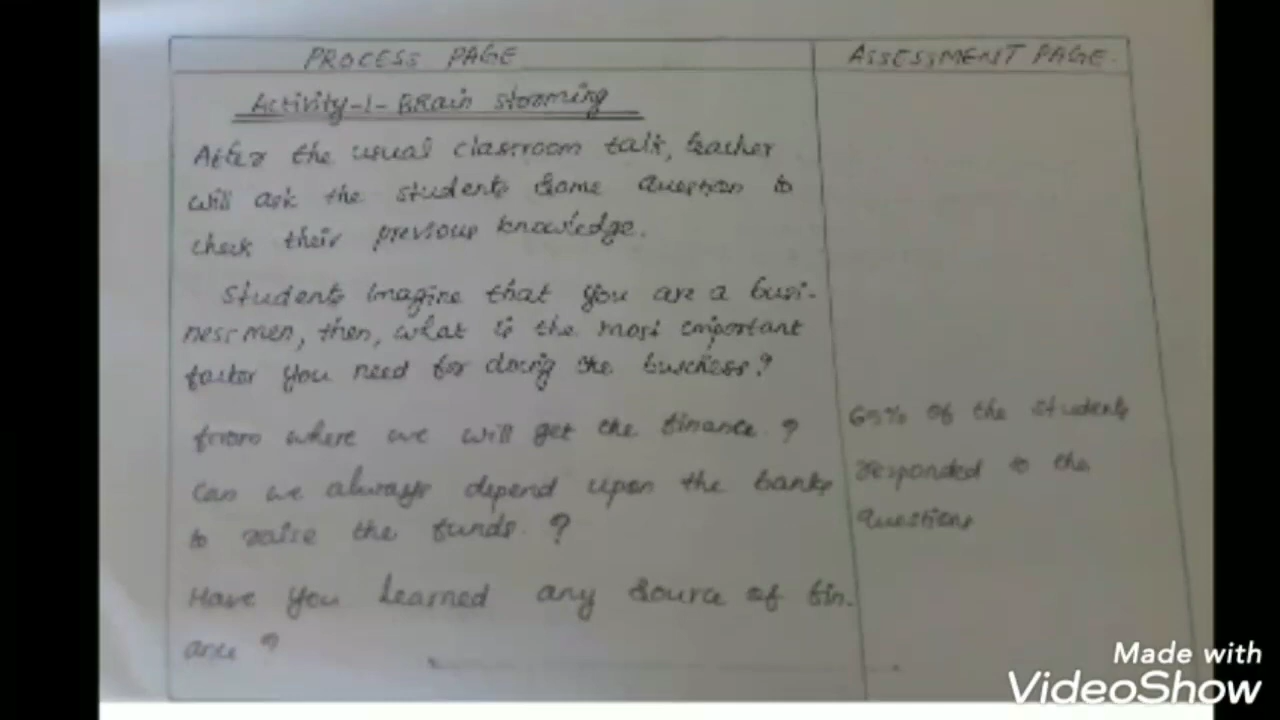 PROCESS PAGE
ASSESSMENT PAGE.
Activity-1-BRain storming
After the usual classroom talk, teacher
will ask the students some question to
check their previous knowledge.
Students imagine that you are a busi-
ness men, then, what is the most important
factor you need for doing the business?
from where we will get the finance ?
Can we always depend upon the banks
to raise the funds. ?
Have you learned any source of fin-
ance ?
of the students
responded to the
questions
Made with
VideoShow